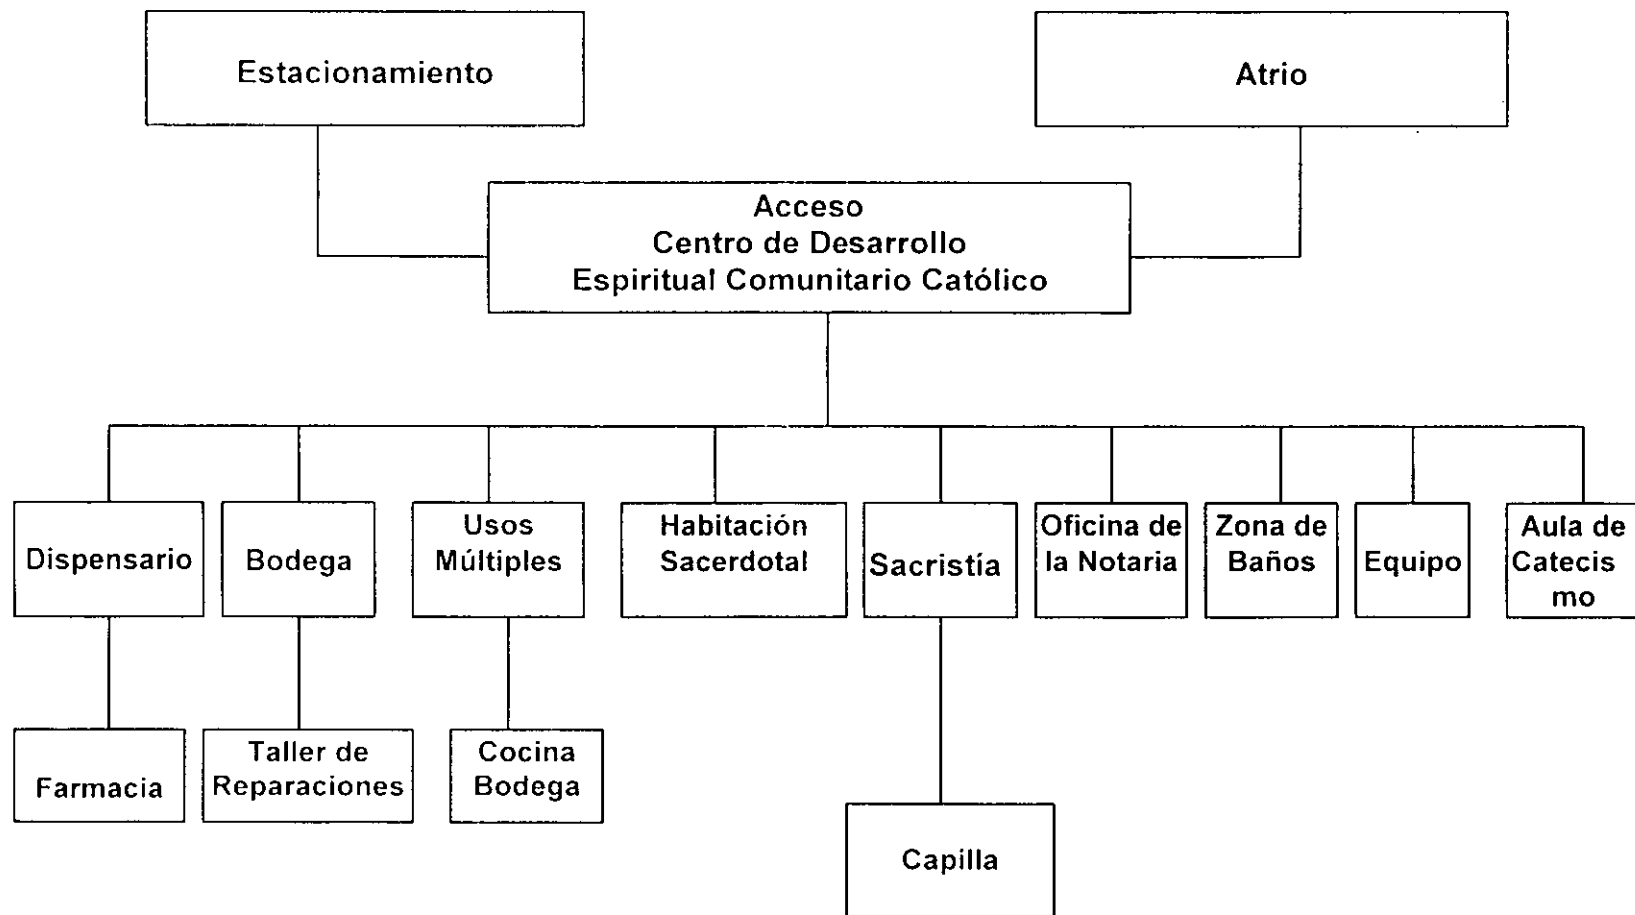 Estacionamiento
Atrio
Acceso
Centro de Desarrollo
Espiritual Comunitario Católico
Dispensario
Bodega
Usos
Múltiples
Habitación
Sacerdotal
Sacristía
Oficina de
la Notaria
Zona de
Baños
Equipo
Aula de
Catecis
mo
Farmacia
Taller de
Reparaciones
Cocina
Bodega
Capilla